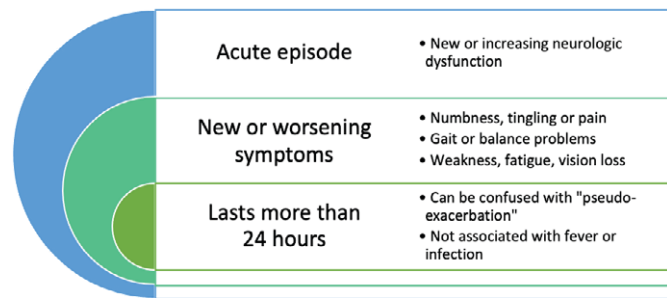 Acute episode
• New or increasing neurologic
dysfunction
New or worsening
symptoms
• Numbness, tingling or pain
• Gait or balance problems
• Weakness, fatigue, vision loss
Lasts more than
24 hours
• Can be confused with "pseudo-
exacerbation"
• Not associated with fever or
infection